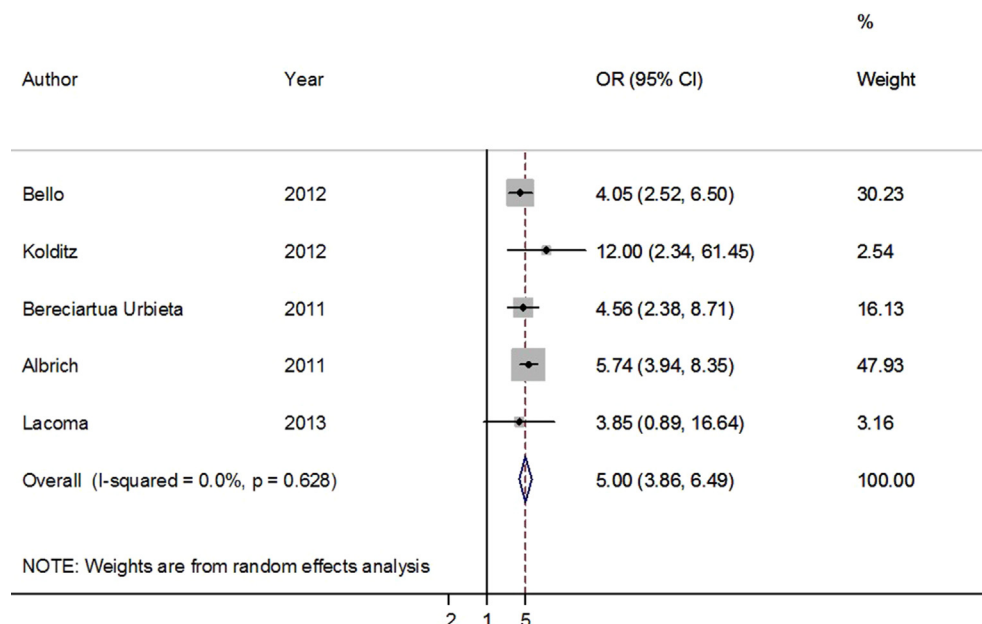 %
Author Year OR (95% CI) Weight
Bello 2012 4.05 (2.52, 6.50) 30.23
Kolditz 2012 12.00 (2.34, 61.45) 2.54
Bereciartua Urbieta 2011 4.56 (2.38, 8.71) 16.13
Albrich 2011 5.74 (3.94, 8.35) 47.93
Lacoma 2013 3.85 (0.89, 16.64) 3.16
Overall (I-squared = 0.0%, p = 0.628) 5.00 (3.86, 6.49) 100.00
NOTE: Weights are from random effects analysis
.2 1 5